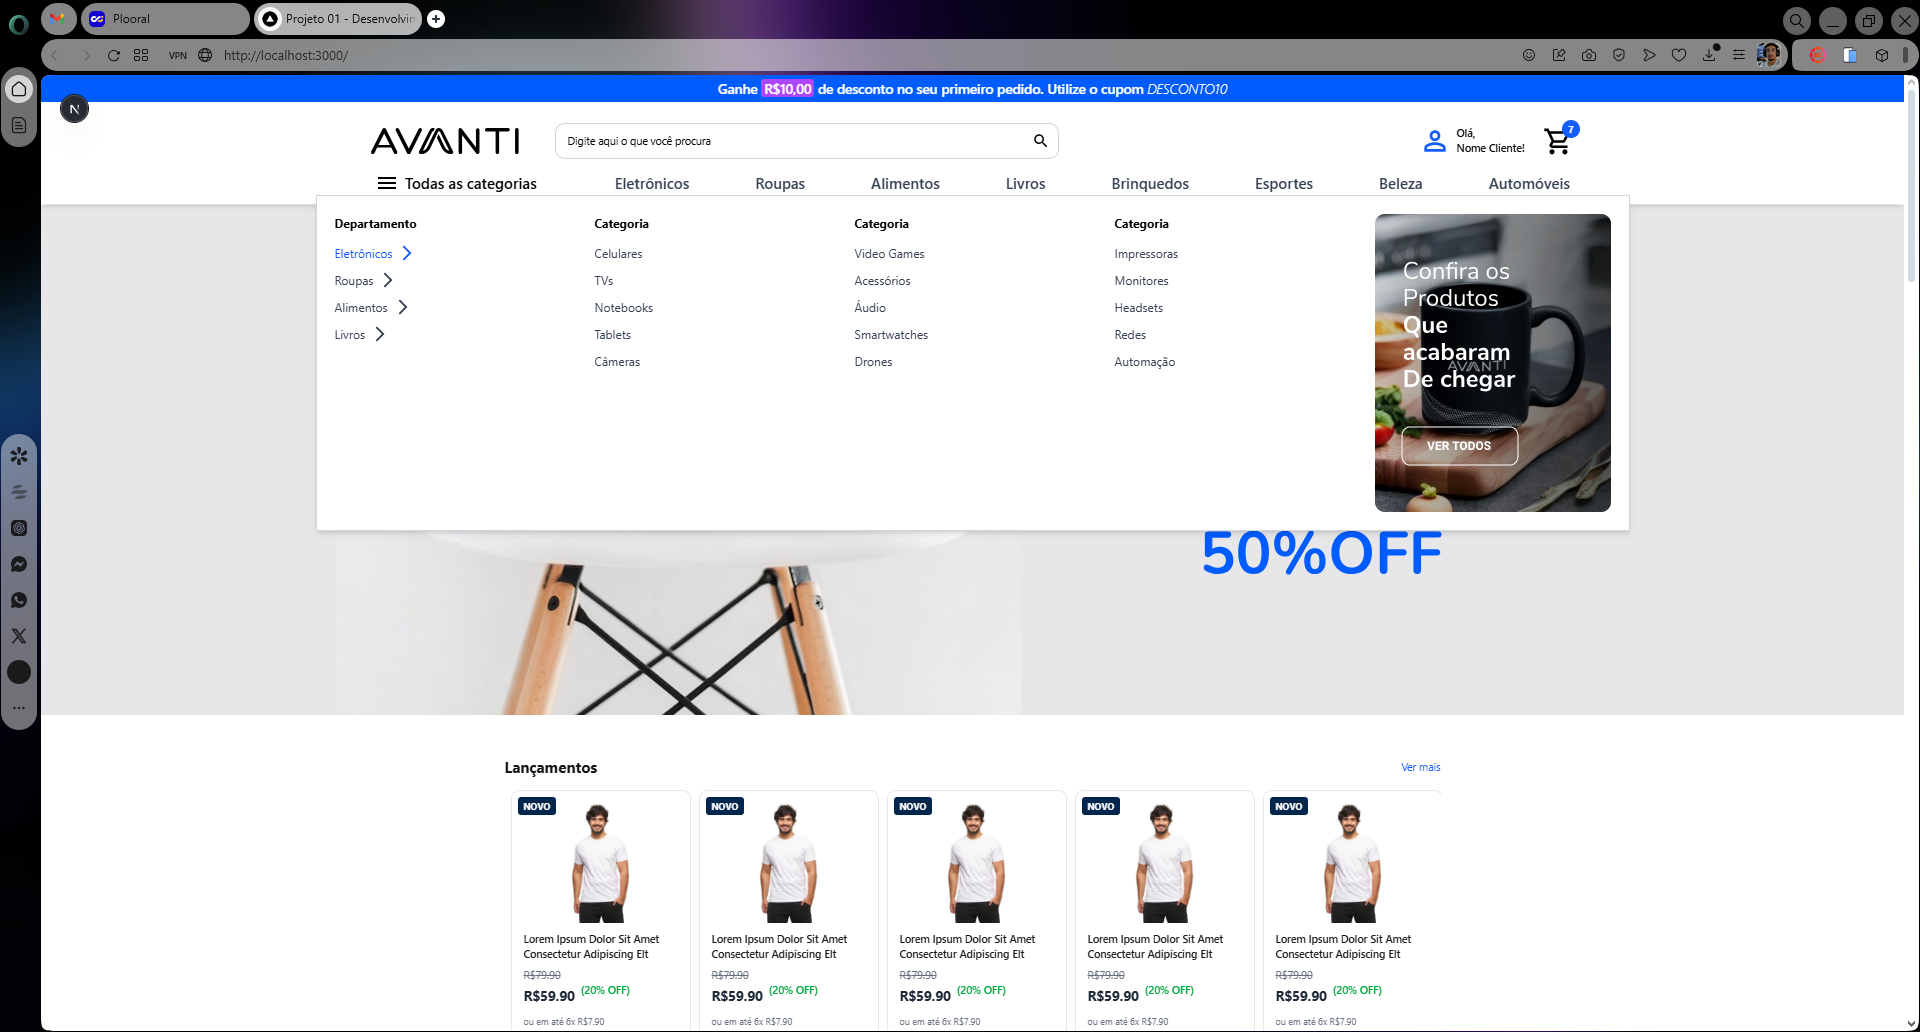 Plooral
Projeto 01 - Desenvolvim
VPN
http://localhost:3000/
Ganhe R$10,00 de desconto no seu primeiro pedido. Utilize o cupom DESCONTO10
N
AVANTI
Digite aqui o que você procura
Olá,
Nome Cliente!
7
Todas as categorias
Eletrônicos
Roupas
Alimentos
Livros
Brinquedos
Esportes
Beleza
Automóveis
Departamento
Eletrônicos
Roupas
Alimentos
Livros
Categoria
Celulares
TVs
Notebooks
Tablets
Câmeras
Categoria
Video Games
Acessórios
Áudio
Smartwatches
Drones
Categoria
Impressoras
Monitores
Headsets
Redes
Automação
Confira os
Produtos
Que
acabaram
De chegar
AVANTI
VER TODOS
50%OFF
Lançamentos
Ver mais
NOVO
Lorem Ipsum Dolor Sit Amet
Consectetur Adipiscing Elt
R$79.90
R$59.90 (20% OFF)
ou em até 6x R$7.90
NOVO
Lorem Ipsum Dolor Sit Amet
Consectetur Adipiscing Elt
R$79.90
R$59.90 (20% OFF)
ou em até 6x R$7.90
NOVO
Lorem Ipsum Dolor Sit Amet
Consectetur Adipiscing Elt
R$79.90
R$59.90 (20% OFF)
ou em até 6x R$7.90
NOVO
Lorem Ipsum Dolor Sit Amet
Consectetur Adipiscing Elt
R$79.90
R$59.90 (20% OFF)
ou em até 6x R$7.90
NOVO
Lorem Ipsum Dolor Sit Amet
Consectetur Adipiscing Elt
R$79.90
R$59.90 (20% OFF)
ou em até 6x R$7.90